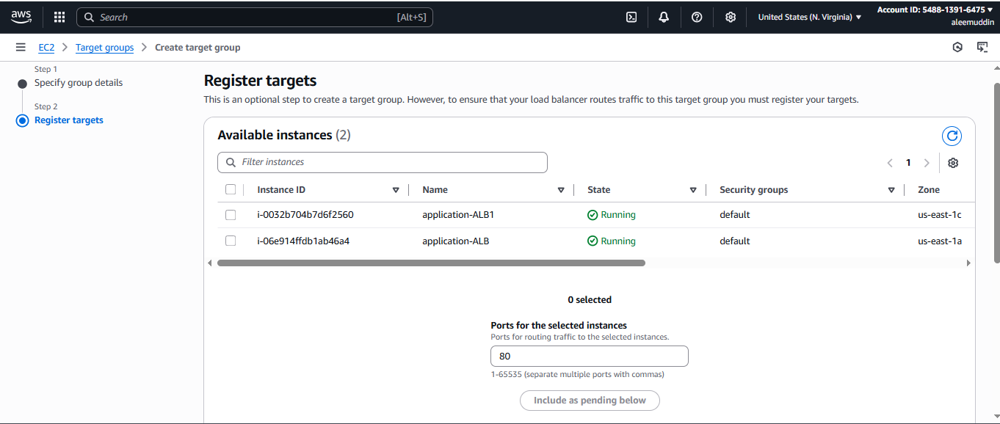 aws
Search [Alt+S]
United States (N. Virginia)
Account ID: 5488-1391-6475
aleemuddin
EC2 Target groups Create target group
Step 1
Specify group details
Step 2
Register targets
Register targets
This is an optional step to create a target group. However, to ensure that your load balancer routes traffic to this target group you must register your targets.
Available instances (2)
Filter instances
1
Instance ID Name State Security groups Zone
i-0032b704b7d6f2560 application-ALB1 Running default us-east-1c
i-06e914ffdb1ab46a4 application-ALB Running default us-east-1a
0 selected
Ports for the selected instances
Ports for routing traffic to the selected instances.
80
1-65535 (separate multiple ports with commas)
Include as pending below